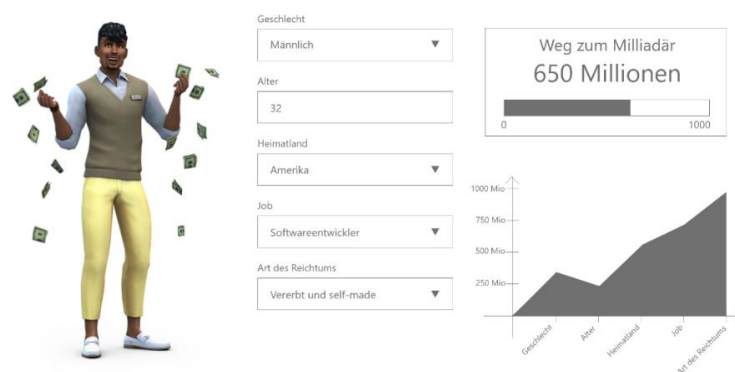 Geschlecht
Männlich
Alter
32
Heimatland
Amerika
Job
Softwareentwickler
Art des Reichtums
Vererbt und self-made
Weg zum Milliadär
650 Millionen
0 1000
1000 Mio
750 Mio
500 Mio
250 Mio
Geschlecht
Alter
Heimatland
Job
Art des Reichtums